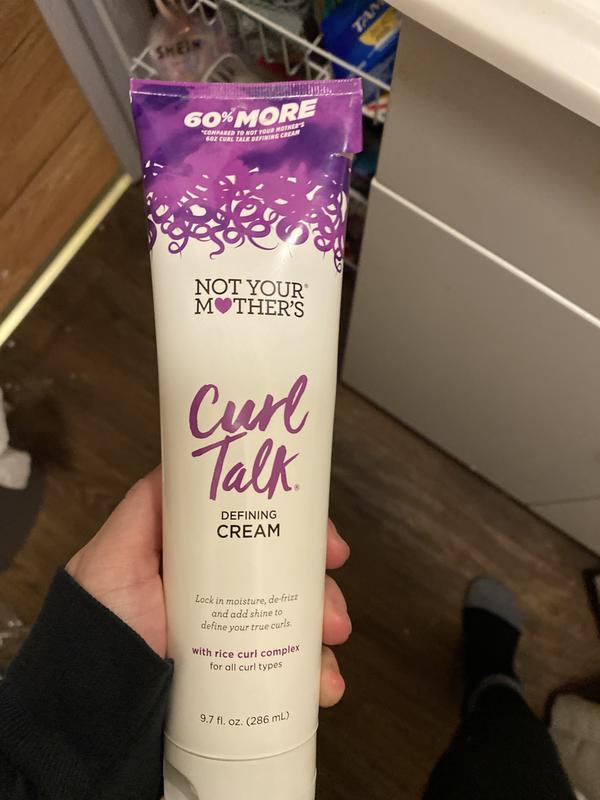 SHEIN
TAM
60% MORE
*COMPARED TO NOT YOUR MOTHER'S
6OZ CURL TALK DEFINING CREAM
NOT YOUR®
MOTHER'S
Curl
Talk®
DEFINING
CREAM
Lock in moisture, de-frizz
and add shine to
define your true curls.
with rice curl complex
for all curl types
9.7 fl. oz. (286 mL)